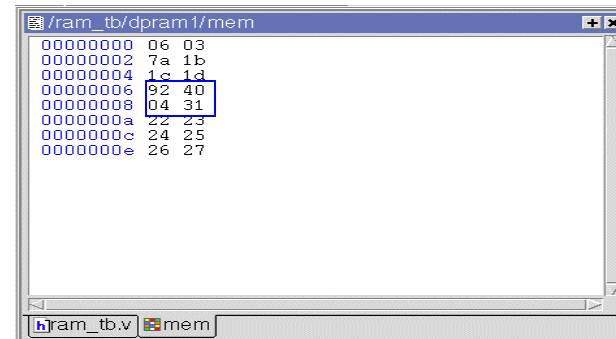 /ram_tb/dpram1/mem
00000000 06 03
00000002 7a 1b
00000004 1c 1d
00000006 92 40
00000008 04 31
0000000a 22 23
0000000c 24 25
0000000e 26 27
ram_tb.v mem